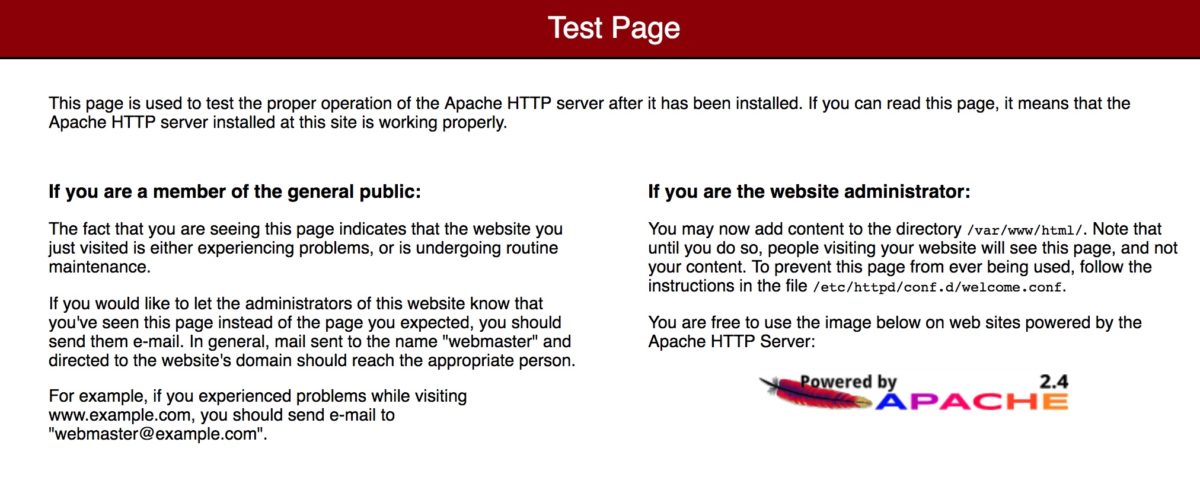 Test Page
This page is used to test the proper operation of the Apache HTTP server after it has been installed. If you can read this page, it means that the
Apache HTTP server installed at this site is working properly.
If you are a member of the general public:
The fact that you are seeing this page indicates that the website you
just visited is either experiencing problems, or is undergoing routine
maintenance.
If you would like to let the administrators of this website know that
you've seen this page instead of the page you expected, you should
send them e-mail. In general, mail sent to the name "webmaster" and
directed to the website's domain should reach the appropriate person.
For example, if you experienced problems while visiting
www.example.com, you should send e-mail to
"webmaster@example.com".
If you are the website administrator:
You may now add content to the directory /var/www/html/. Note that
until you do so, people visiting your website will see this page, and not
your content. To prevent this page from ever being used, follow the
instructions in the file /etc/httpd/conf.d/welcome.conf.
You are free to use the image below on web sites powered by the
Apache HTTP Server:
Powered by 2.4
APACHE